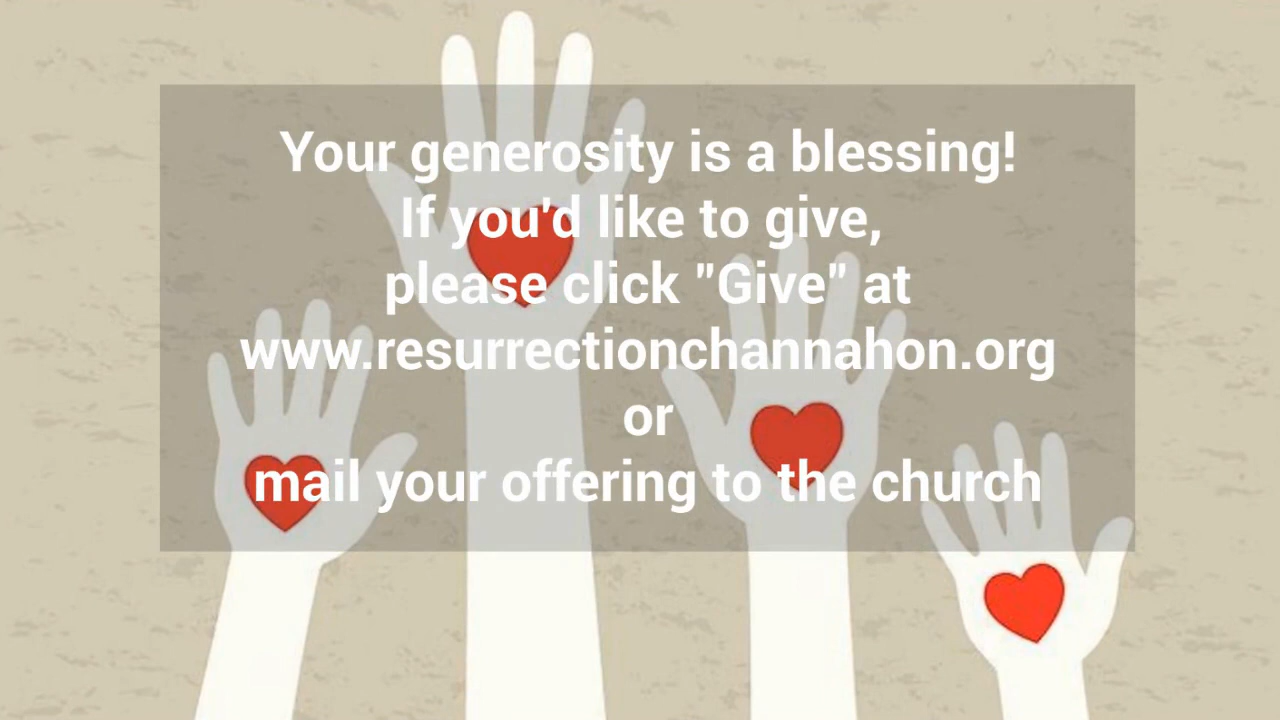 Your generosity is a blessing!
If you'd like to give,
please click "Give" at
www.resurrectionchannahon.org
or
mail your offering to the church